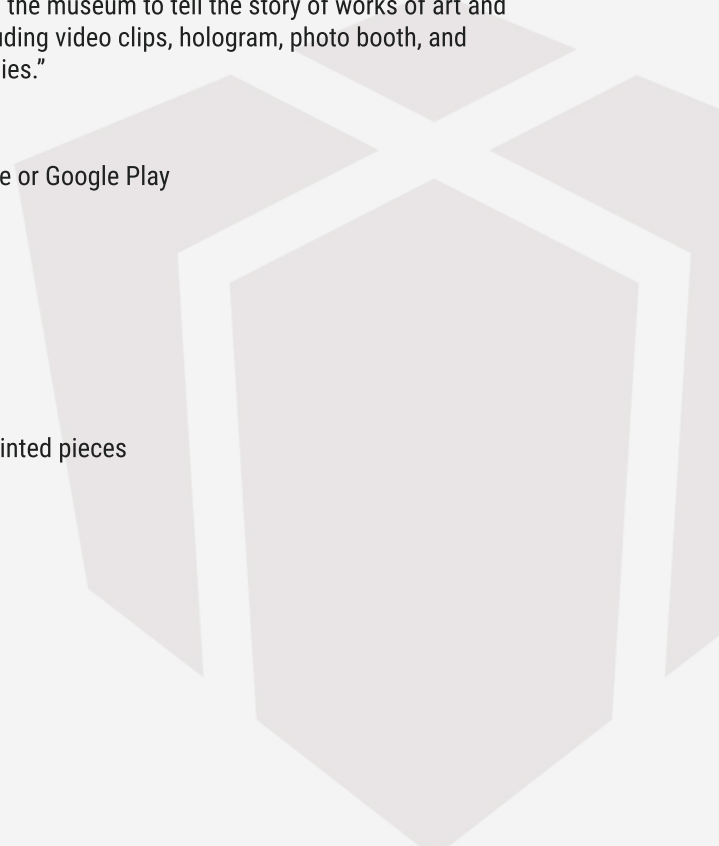 the museum to tell the story of works of art and
uding video clips, hologram, photo booth, and
ies.”
e or Google Play
inted pieces